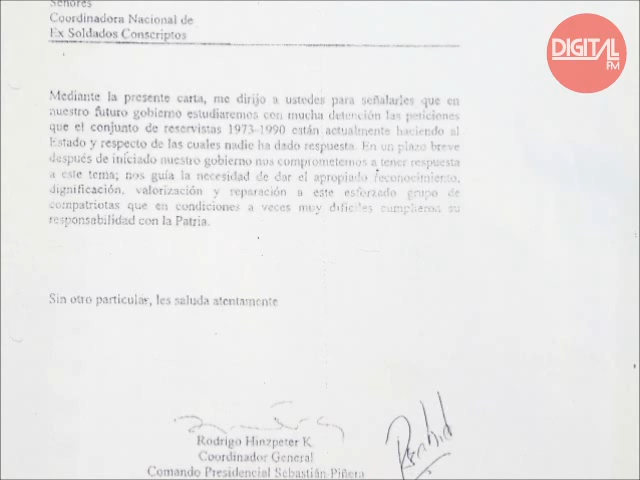 Señores
Coordinadora Nacional de
Ex Soldados Conscriptos
DIGITAL
FM
Mediante la presente carta, me dirijo a ustedes para señalarles que en
nuestro futuro gobierno estudiaremos con mucha detención las peticiones
que el conjunto de reservistas 1973-1990 están actualmente haciendo al
Estado y respecto de las cuales nadie ha dado respuesta. En un plazo breve
después de iniciado nuestro gobierno nos comprometemos a tener respuesta
a este tema; nos guía la necesidad de dar el apropiado reconocimiento,
dignificación, valorización y reparación a este esforzado grupo de
compatriotas que en condiciones a veces muy difíciles cumplieron su
responsabilidad con la Patria.
Sin otro particular, les saluda atentamente
Rodrigo Hinzpeter K
Coordinador General
Comando Presidencial Sebastián Piñera